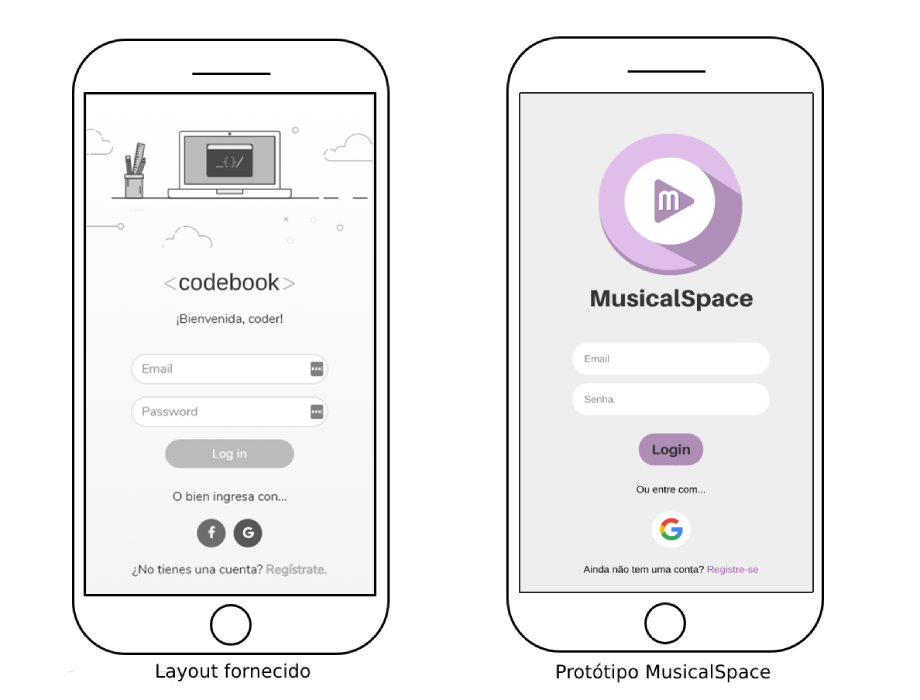 _{}/
<codebook>
¡Bienvenida, coder!
Email
Password
Log in
O bien ingresa con...
f G
¿No tienes una cuenta? Regístrate.
Layout fornecido
m
MusicalSpace
Email
Senha
Login
Ou entre com...
G
Ainda não tem uma conta? Registre-se
Protótipo MusicalSpace